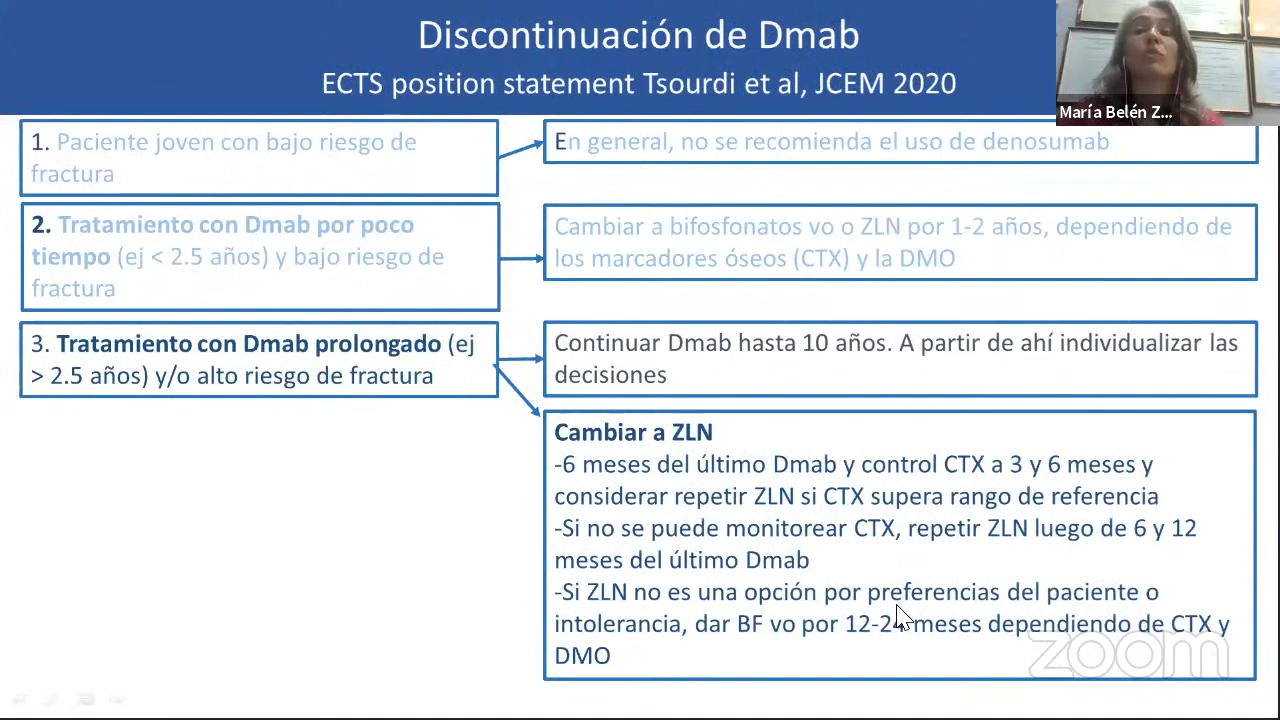 Discontinuación de Dmab
ECTS position statement Tsourdi et al, JCEM 2020
María Belén Z...
1. Paciente joven con bajo riesgo de
fractura
En general, no se recomienda el uso de denosumab
2. Tratamiento con Dmab por poco
tiempo (ej < 2.5 años) y bajo riesgo de
fractura
Cambiar a bifosfonatos vo o ZLN por 1-2 años, dependiendo de
los marcadores óseos (CTX) y la DMO
3. Tratamiento con Dmab prolongado (ej
> 2.5 años) y/o alto riesgo de fractura
Continuar Dmab hasta 10 años. A partir de ahí individualizar las
decisiones
Cambiar a ZLN
-6 meses del último Dmab y control CTX a 3 y 6 meses y
considerar repetir ZLN si CTX supera rango de referencia
-Si no se puede monitorear CTX, repetir ZLN luego de 6 y 12
meses del último Dmab
-Si ZLN no es una opción por preferencias del paciente o
intolerancia, dar BF vo por 12-24 meses dependiendo de CTX y
DMO
zoom